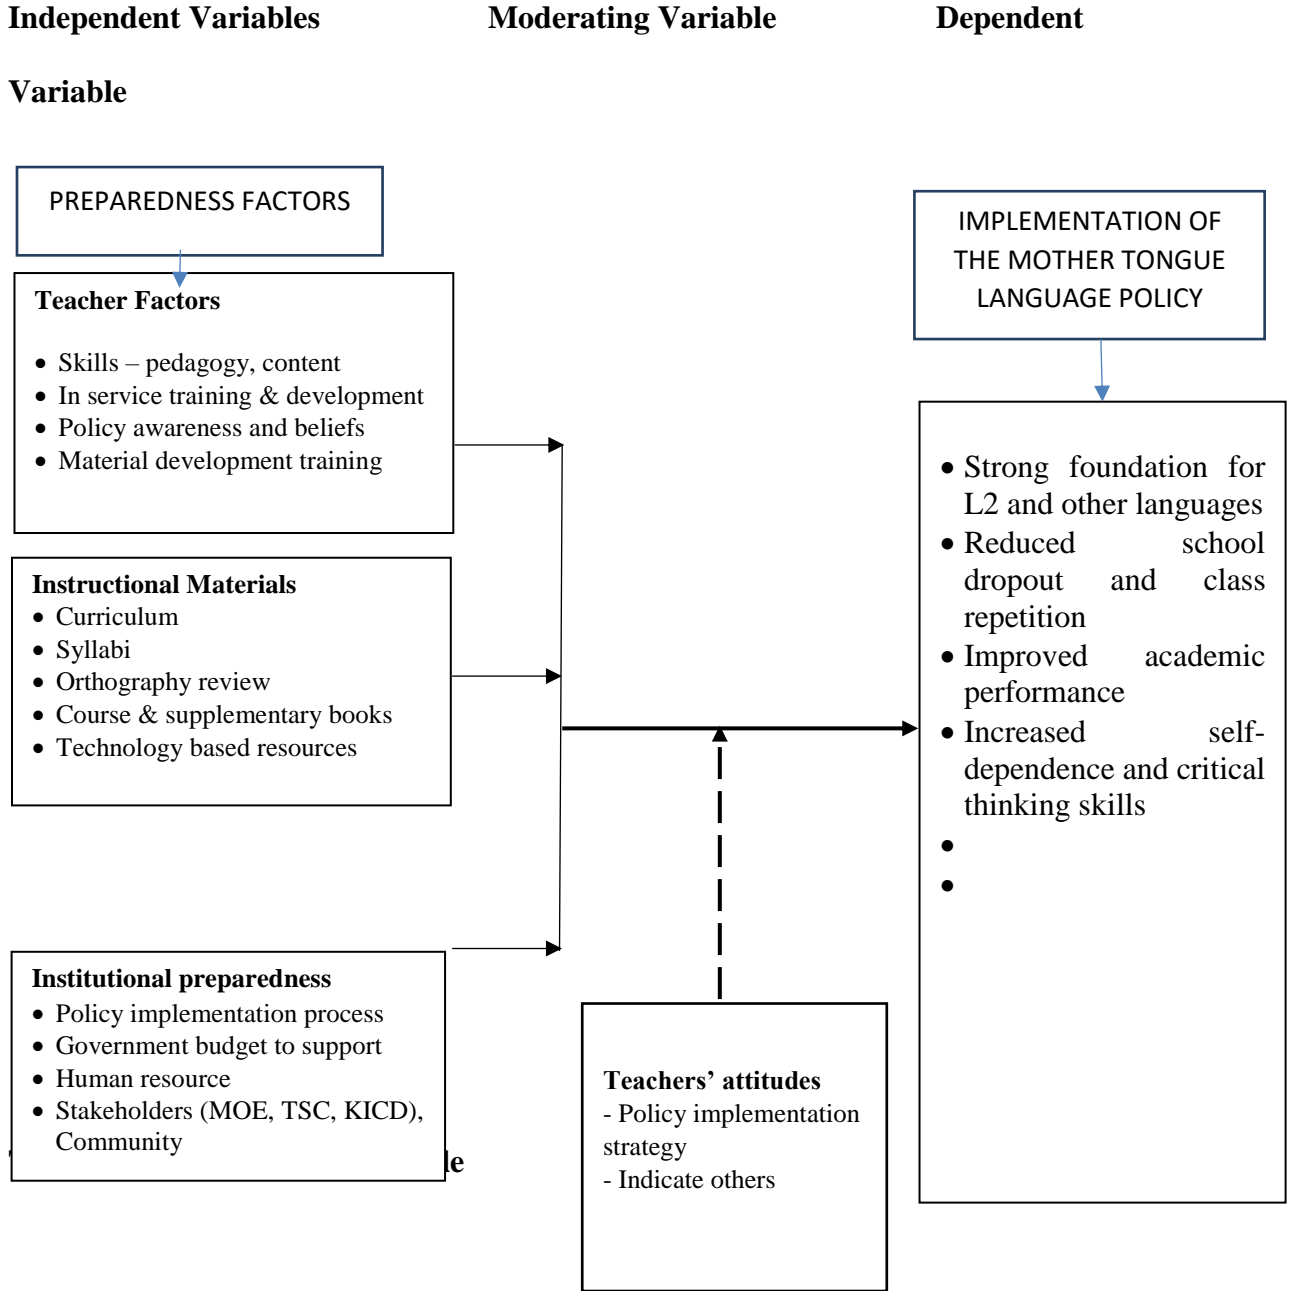 Independent Variables Moderating Variable Dependent
Variable
PREPAREDNESS FACTORS
Teacher Factors
• Skills – pedagogy, content
• In service training & development
• Policy awareness and beliefs
• Material development training
Instructional Materials
• Curriculum
• Syllabi
• Orthography review
• Course & supplementary books
• Technology based resources
Institutional preparedness
• Policy implementation process
• Government budget to support
• Human resource
• Stakeholders (MOE, TSC, KICD),
Community
le
Teachers’ attitudes
- Policy implementation
strategy
- Indicate others
IMPLEMENTATION OF
THE MOTHER TONGUE
LANGUAGE POLICY
• Strong foundation for
L2 and other languages
• Reduced school
dropout and class
repetition
• Improved academic
performance
• Increased self-
dependence and critical
thinking skills
•
•